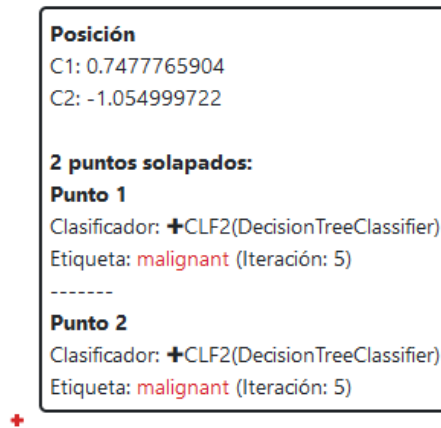 Posición
C1: 0.7477765904
C2: -1.054999722
2 puntos solapados:
Punto 1
Clasificador: ✚CLF2(DecisionTreeClassifier)
Etiqueta: malignant (Iteración: 5)
-------
Punto 2
Clasificador: ✚CLF2(DecisionTreeClassifier)
Etiqueta: malignant (Iteración: 5)